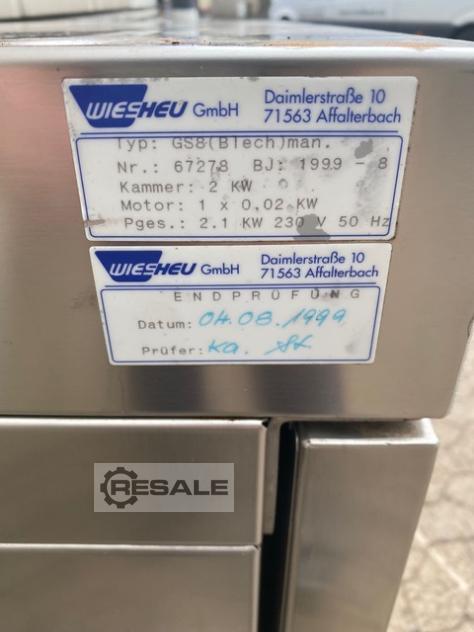 WIESHEU GmbH
Daimlerstraße 10
71563 Affalterbach
Typ: GS8(Blech)man.
Nr.: 67278 BJ: 1999 - 8
Kammer: 2 KW
Motor: 1 x 0,02 KW
Pges.: 2.1 KW 230 V 50 Hz
WIESHEU GmbH
Daimlerstraße 10
71563 Affalterbach
ENDPRÜFUNG
Datum: 04.08.1999
Prüfer: Ka.
RESALE